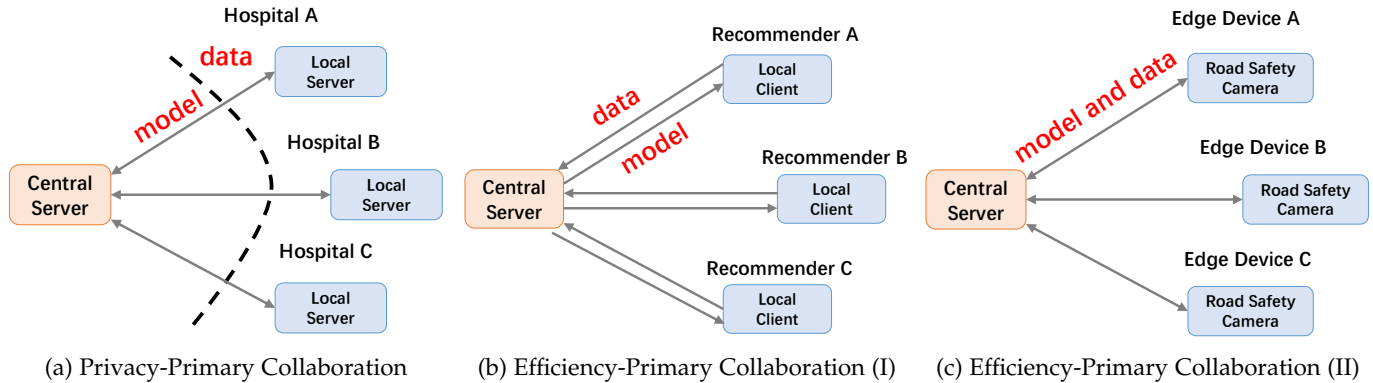 Hospital A
data
Local
Server
model
Hospital B
Central
Server
Local
Server
Hospital C
Local
Server
(a) Privacy-Primary Collaboration
Recommender A
Local
Client
data
model
Recommender B
Central
Server
Local
Client
Recommender C
Local
Client
(b) Efficiency-Primary Collaboration (I)
Edge Device A
Road Safety
Camera
model and data
Edge Device B
Central
Server
Road Safety
Camera
Edge Device C
Road Safety
Camera
(c) Efficiency-Primary Collaboration (II)